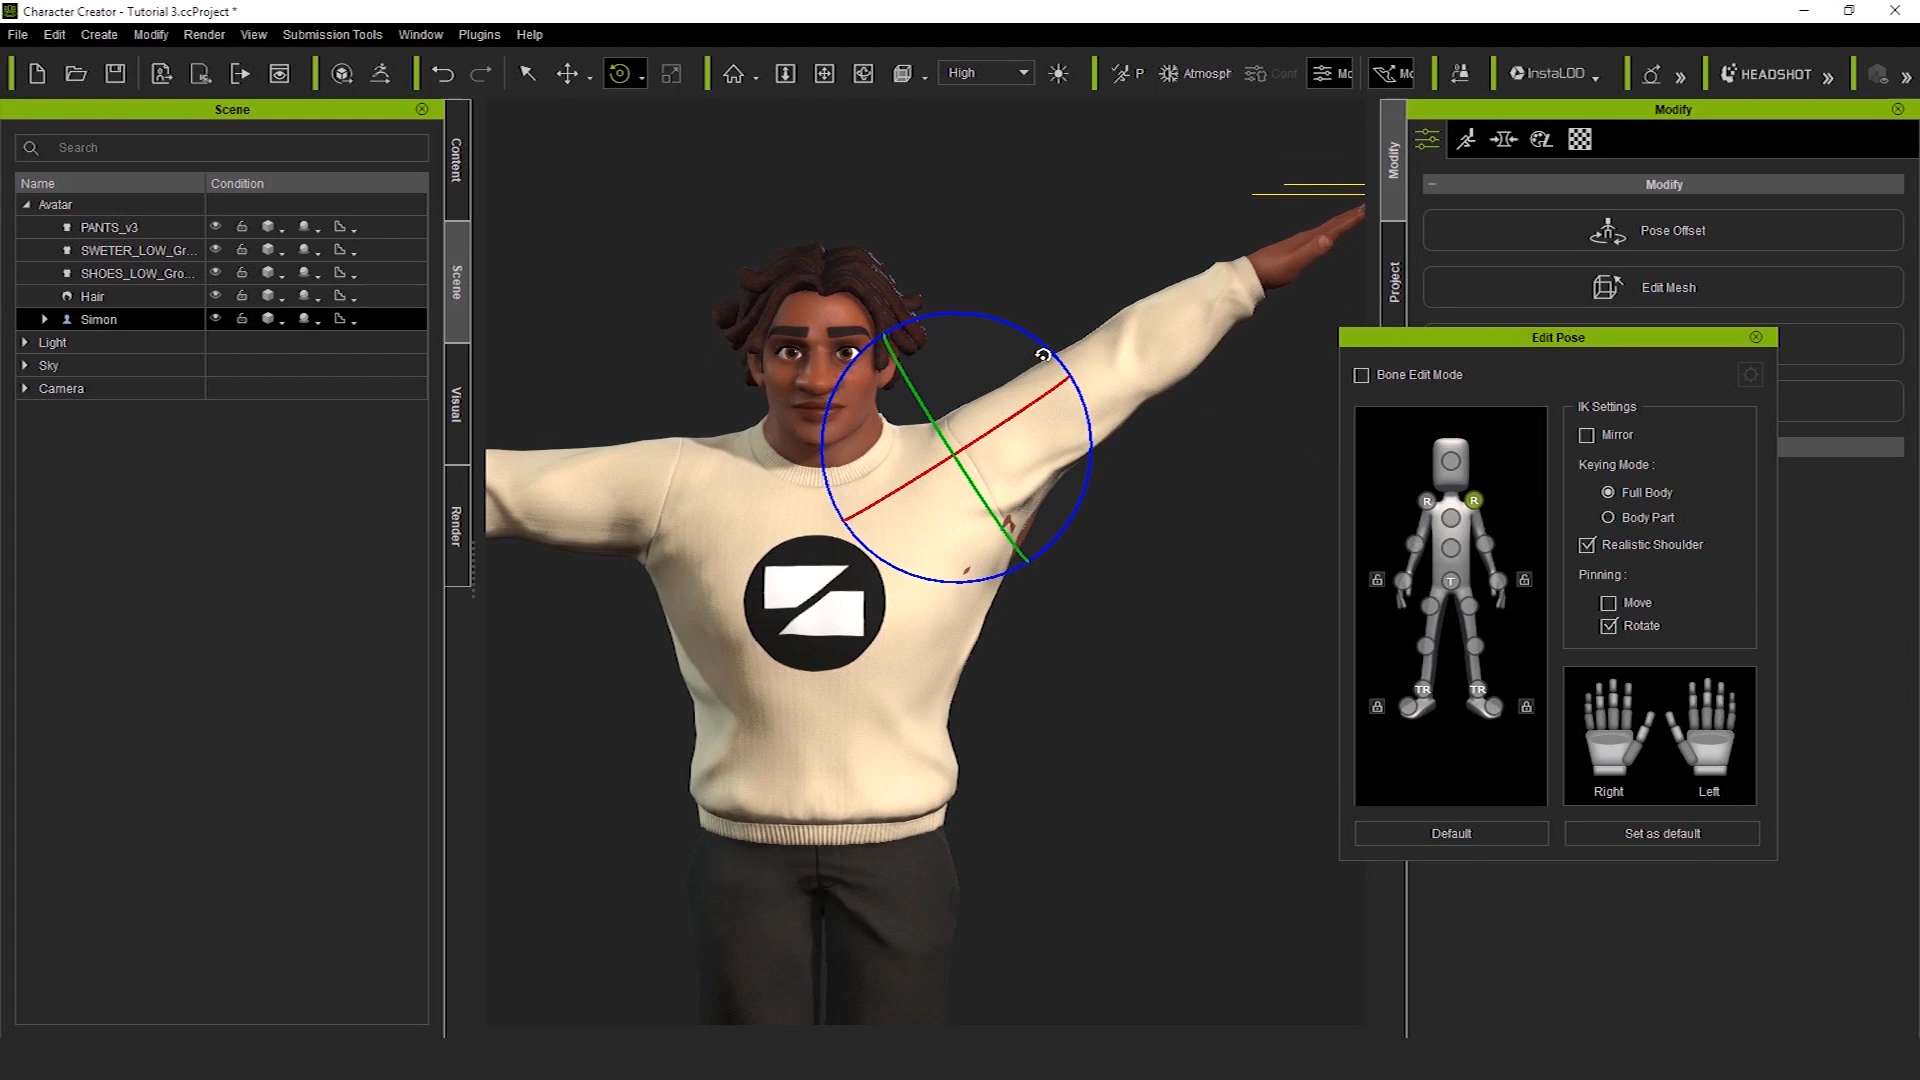 Character Creator - Tutorial 3.ccProject *
File Edit Create Modify Render View Submission Tools Window Plugins Help
High P Atmosph Conf Mc Mc InstaLOD HEADSHOT
Scene
Search
Name Condition
Avatar
PANTS_v3
SWETER_LOW_Gr...
SHOES_LOW_Gro...
Hair
Simon
Light
Sky
Camera
Content
Scene
Visual
Render
Modify
Project
Modify
Modify
Pose Offset
Edit Mesh
Edit Pose
Bone Edit Mode
R R
T
TR TR
IK Settings
Mirror
Keying Mode :
Full Body
Body Part
Realistic Shoulder
Pinning :
Move
Rotate
Right Left
Default Set as default